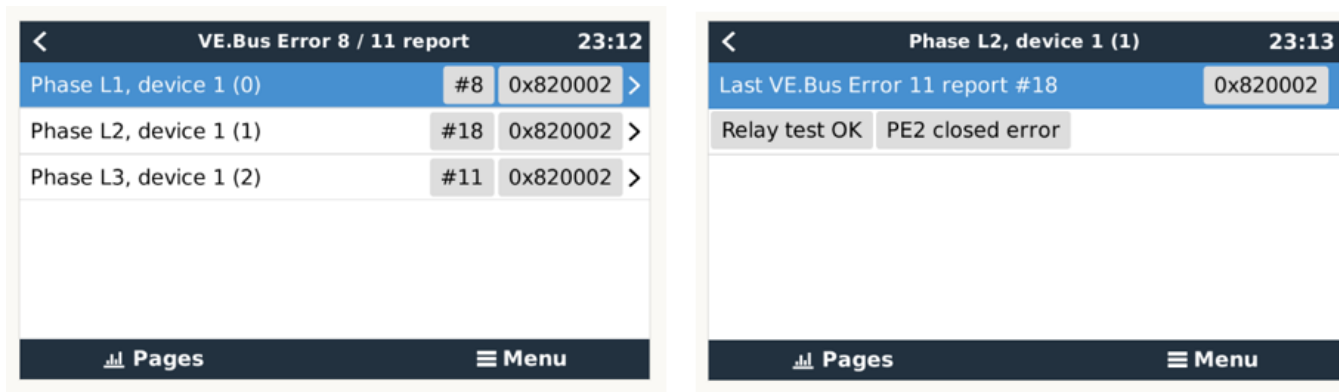 VE.Bus Error 8 / 11 report 23:12
Phase L1, device 1 (0) #8 0x820002
Phase L2, device 1 (1) #18 0x820002
Phase L3, device 1 (2) #11 0x820002
Pages Menu
Phase L2, device 1 (1) 23:13
Last VE.Bus Error 11 report #18 0x820002
Relay test OK PE2 closed error
Pages Menu